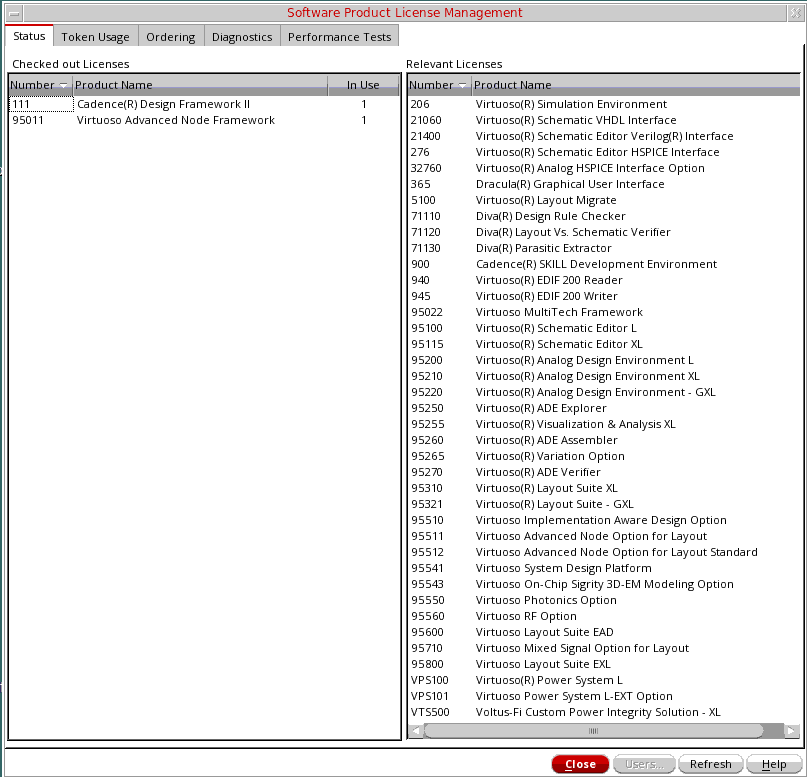 Software Product License Management
Status Token Usage Ordering Diagnostics Performance Tests
Checked out Licenses
Number Product Name In Use
111 Cadence(R) Design Framework II 1
95011 Virtuoso Advanced Node Framework 1
Relevant Licenses
Number Product Name
206 Virtuoso(R) Simulation Environment
21060 Virtuoso(R) Schematic VHDL Interface
21400 Virtuoso(R) Schematic Editor Verilog(R) Interface
276 Virtuoso(R) Schematic Editor HSPICE Interface
32760 Virtuoso(R) Analog HSPICE Interface Option
365 Dracula(R) Graphical User Interface
5100 Virtuoso(R) Layout Migrate
71110 Diva(R) Design Rule Checker
71120 Diva(R) Layout Vs. Schematic Verifier
71130 Diva(R) Parasitic Extractor
900 Cadence(R) SKILL Development Environment
940 Virtuoso(R) EDIF 200 Reader
945 Virtuoso(R) EDIF 200 Writer
95022 Virtuoso MultiTech Framework
95100 Virtuoso(R) Schematic Editor L
95115 Virtuoso(R) Schematic Editor XL
95200 Virtuoso(R) Analog Design Environment L
95210 Virtuoso(R) Analog Design Environment XL
95220 Virtuoso(R) Analog Design Environment - GXL
95250 Virtuoso(R) ADE Explorer
95255 Virtuoso(R) Visualization & Analysis XL
95260 Virtuoso(R) ADE Assembler
95265 Virtuoso(R) Variation Option
95270 Virtuoso(R) ADE Verifier
95310 Virtuoso(R) Layout Suite XL
95321 Virtuoso(R) Layout Suite - GXL
95510 Virtuoso Implementation Aware Design Option
95511 Virtuoso Advanced Node Option for Layout
95512 Virtuoso Advanced Node Option for Layout Standard
95541 Virtuoso System Design Platform
95543 Virtuoso On-Chip Sigrity 3D-EM Modeling Option
95550 Virtuoso Photonics Option
95560 Virtuoso RF Option
95600 Virtuoso Layout Suite EAD
95710 Virtuoso Mixed Signal Option for Layout
95800 Virtuoso Layout Suite EXL
VPS100 Virtuoso(R) Power System L
VPS101 Virtuoso Power System L-EXT Option
VTS500 Voltus-Fi Custom Power Integrity Solution - XL
Close Users... Refresh Help